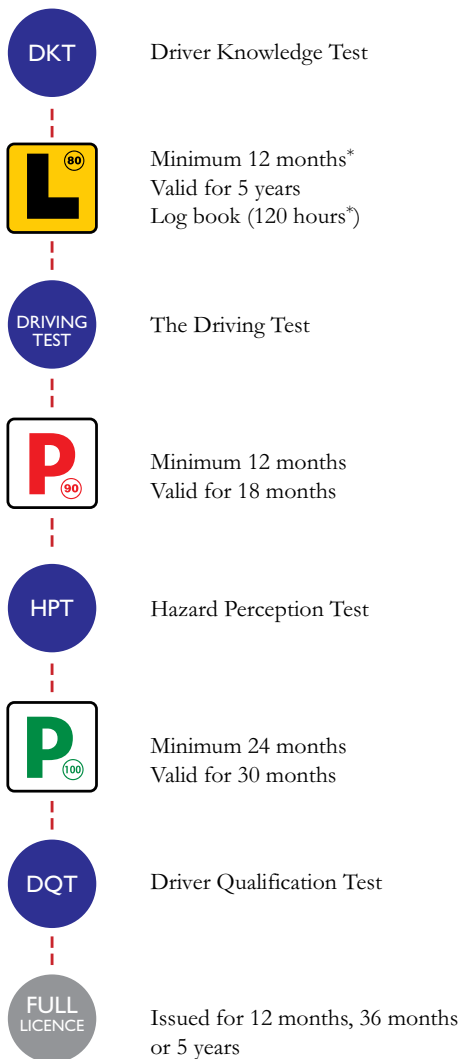 DKT
Driver Knowledge Test
L
80
Minimum 12 months*
Valid for 5 years
Log book (120 hours*)
DRIVING
TEST
The Driving Test
P
90
Minimum 12 months
Valid for 18 months
HPT
Hazard Perception Test
P
100
Minimum 24 months
Valid for 30 months
DQT
Driver Qualification Test
FULL
LICENCE
Issued for 12 months, 36 months
or 5 years